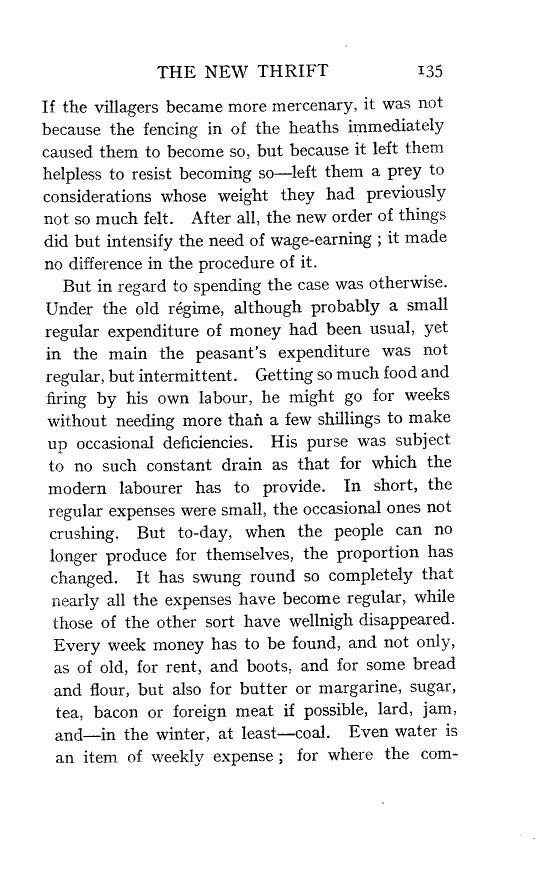 THE NEW THRIFT 135
If the villagers became more mercenary, it was not
because the fencing in of the heaths immediately
caused them to become so, but because it left them
helpless to resist becoming so—left them a prey to
considerations whose weight they had previously
not so much felt. After all, the new order of things
did but intensify the need of wage-earning ; it made
no difference in the procedure of it.
But in regard to spending the case was otherwise.
Under the old régime, although probably a small
regular expenditure of money had been usual, yet
in the main the peasant's expenditure was not
regular, but intermittent. Getting so much food and
firing by his own labour, he might go for weeks
without needing more than a few shillings to make
up occasional deficiencies. His purse was subject
to no such constant drain as that for which the
modern labourer has to provide. In short, the
regular expenses were small, the occasional ones not
crushing. But to-day, when the people can no
longer produce for themselves, the proportion has
changed. It has swung round so completely that
nearly all the expenses have become regular, while
those of the other sort have wellnigh disappeared.
Every week money has to be found, and not only,
as of old, for rent, and boots, and for some bread
and flour, but also for butter or margarine, sugar,
tea, bacon or foreign meat if possible, lard, jam,
and—in the winter, at least—coal. Even water is
an item of weekly expense ; for where the com-